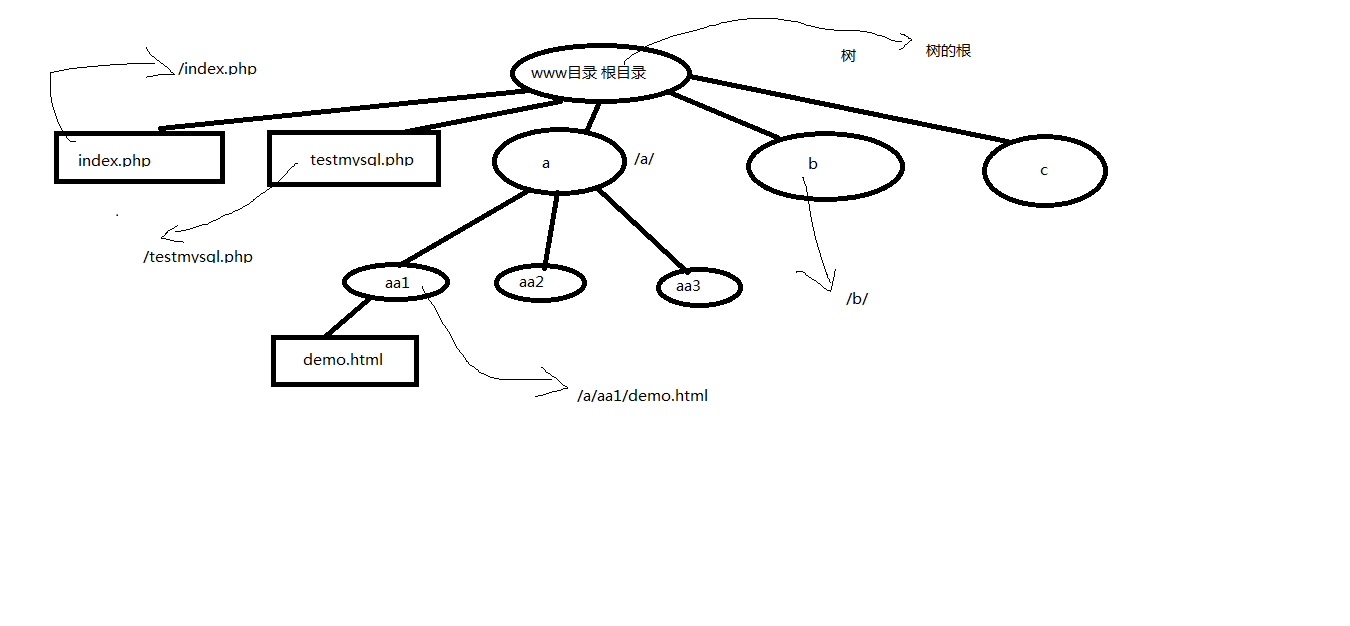 树的根
树
/index.php
www目录 根目录
index.php
testmysql.php
a
/a/
b
c
/testmysql.php
aa1
aa2
aa3
/b/
demo.html
/a/aa1/demo.html